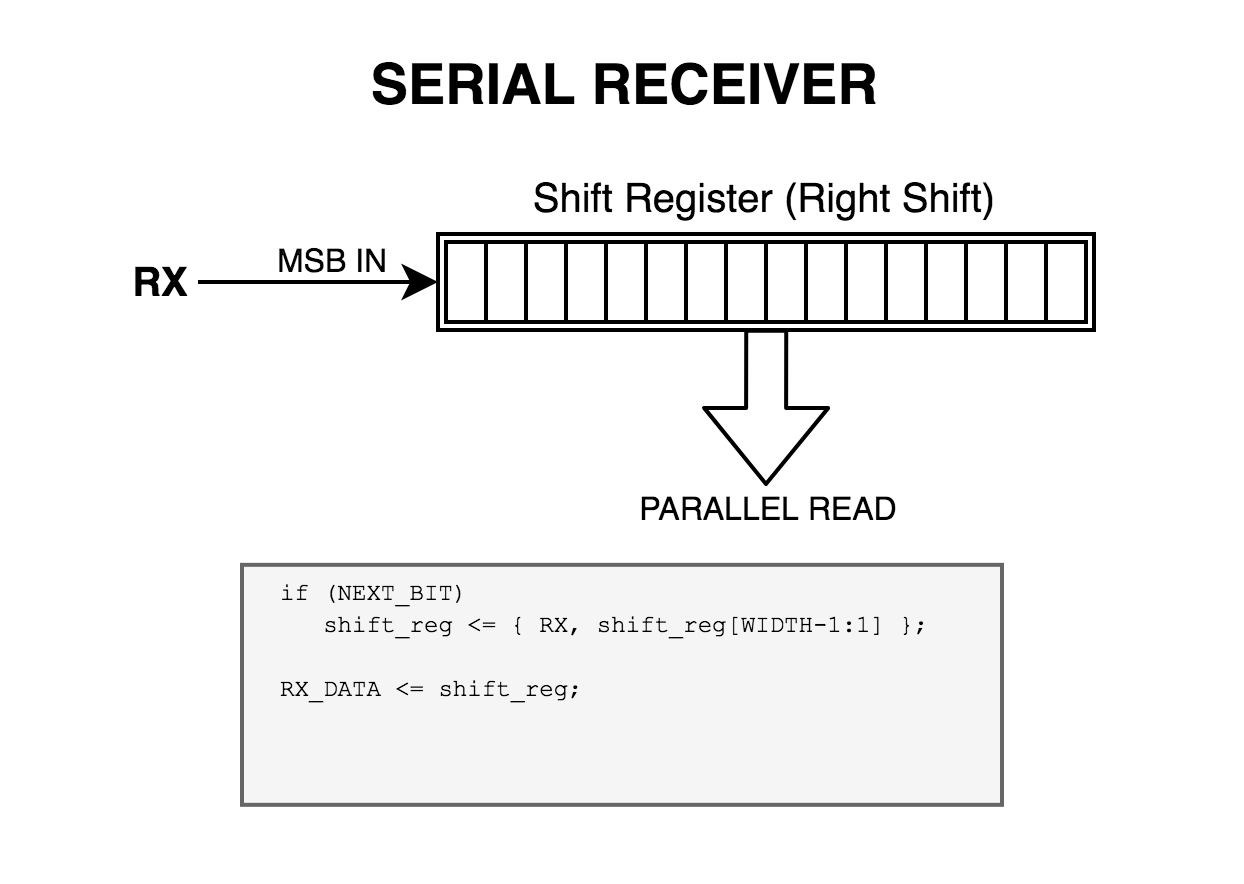 SERIAL RECEIVER
Shift Register (Right Shift)
MSB IN
RX
PARALLEL READ
if (NEXT_BIT)
shift_reg <= { RX, shift_reg[WIDTH-1:1] };
RX_DATA <= shift_reg;